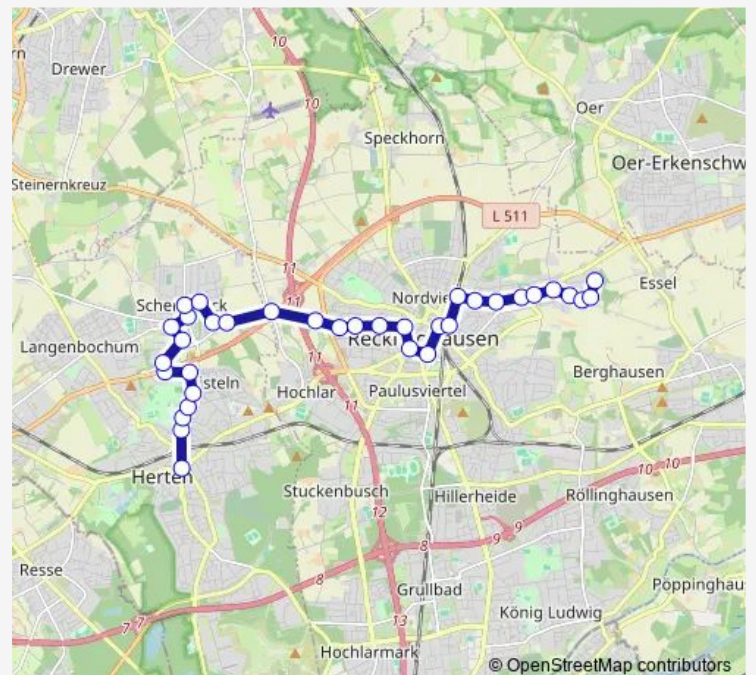 10
Drewer
10
Oer
Speckhorn
Oer-Erkenschw
Steinernkreuz
L 511
11
Essel
11
Langenbochum
11
Berghausen
Hochlar
Paulusviertel
11
Herten
10
10
Stuckenbusch
Hillerheide
Röllinghausen
12
9
9
8
Resse
8
Grullbad
Pöppinghau
König Ludwig
7
7
13
Hochlarmark
© OpenStreetMap contributors